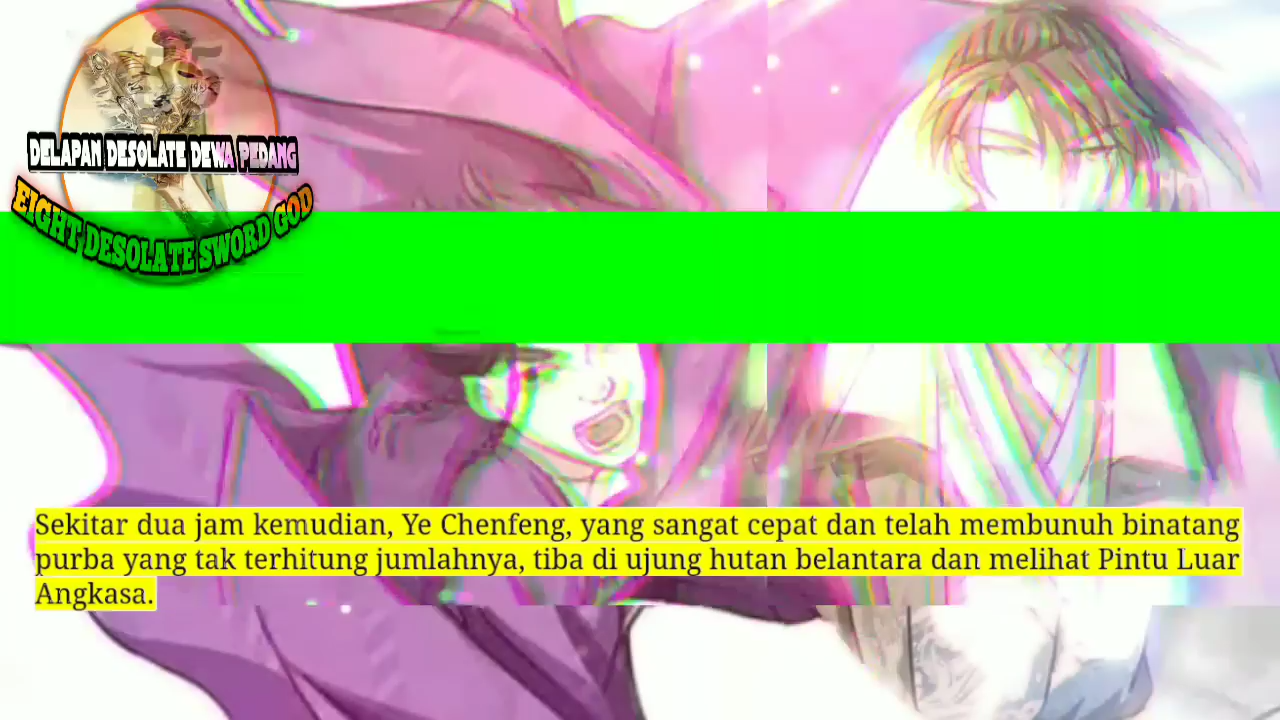 DELAPAN DESOLATE DEWA PEDANG
EIGHT DESOLATE SWORD GOD
Sekitar dua jam kemudian, Ye Chenfeng, yang sangat cepat dan telah membunuh binatang
purba yang tak terhitung jumlahnya, tiba di ujung hutan belantara dan melihat Pintu Luar
Angkasa.